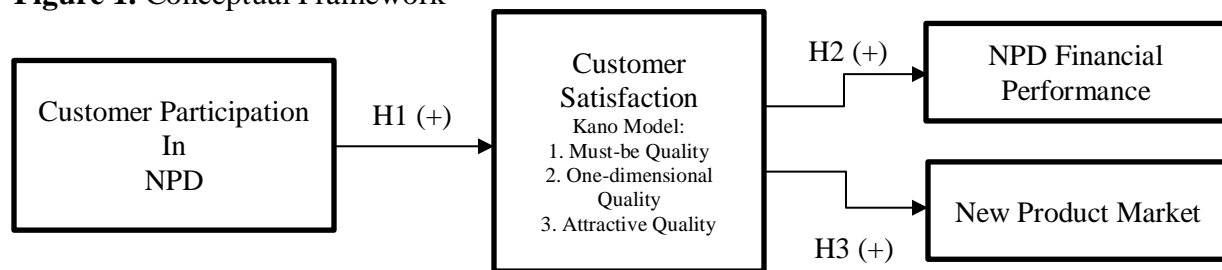 Figure 1. Conceptual Framework
Customer Participation
In
NPD
H1 (+)
Customer
Satisfaction
Kano Model:
1. Must-be Quality
2. One-dimensional
Quality
3. Attractive Quality
H2 (+)
NPD Financial
Performance
H3 (+)
New Product Market